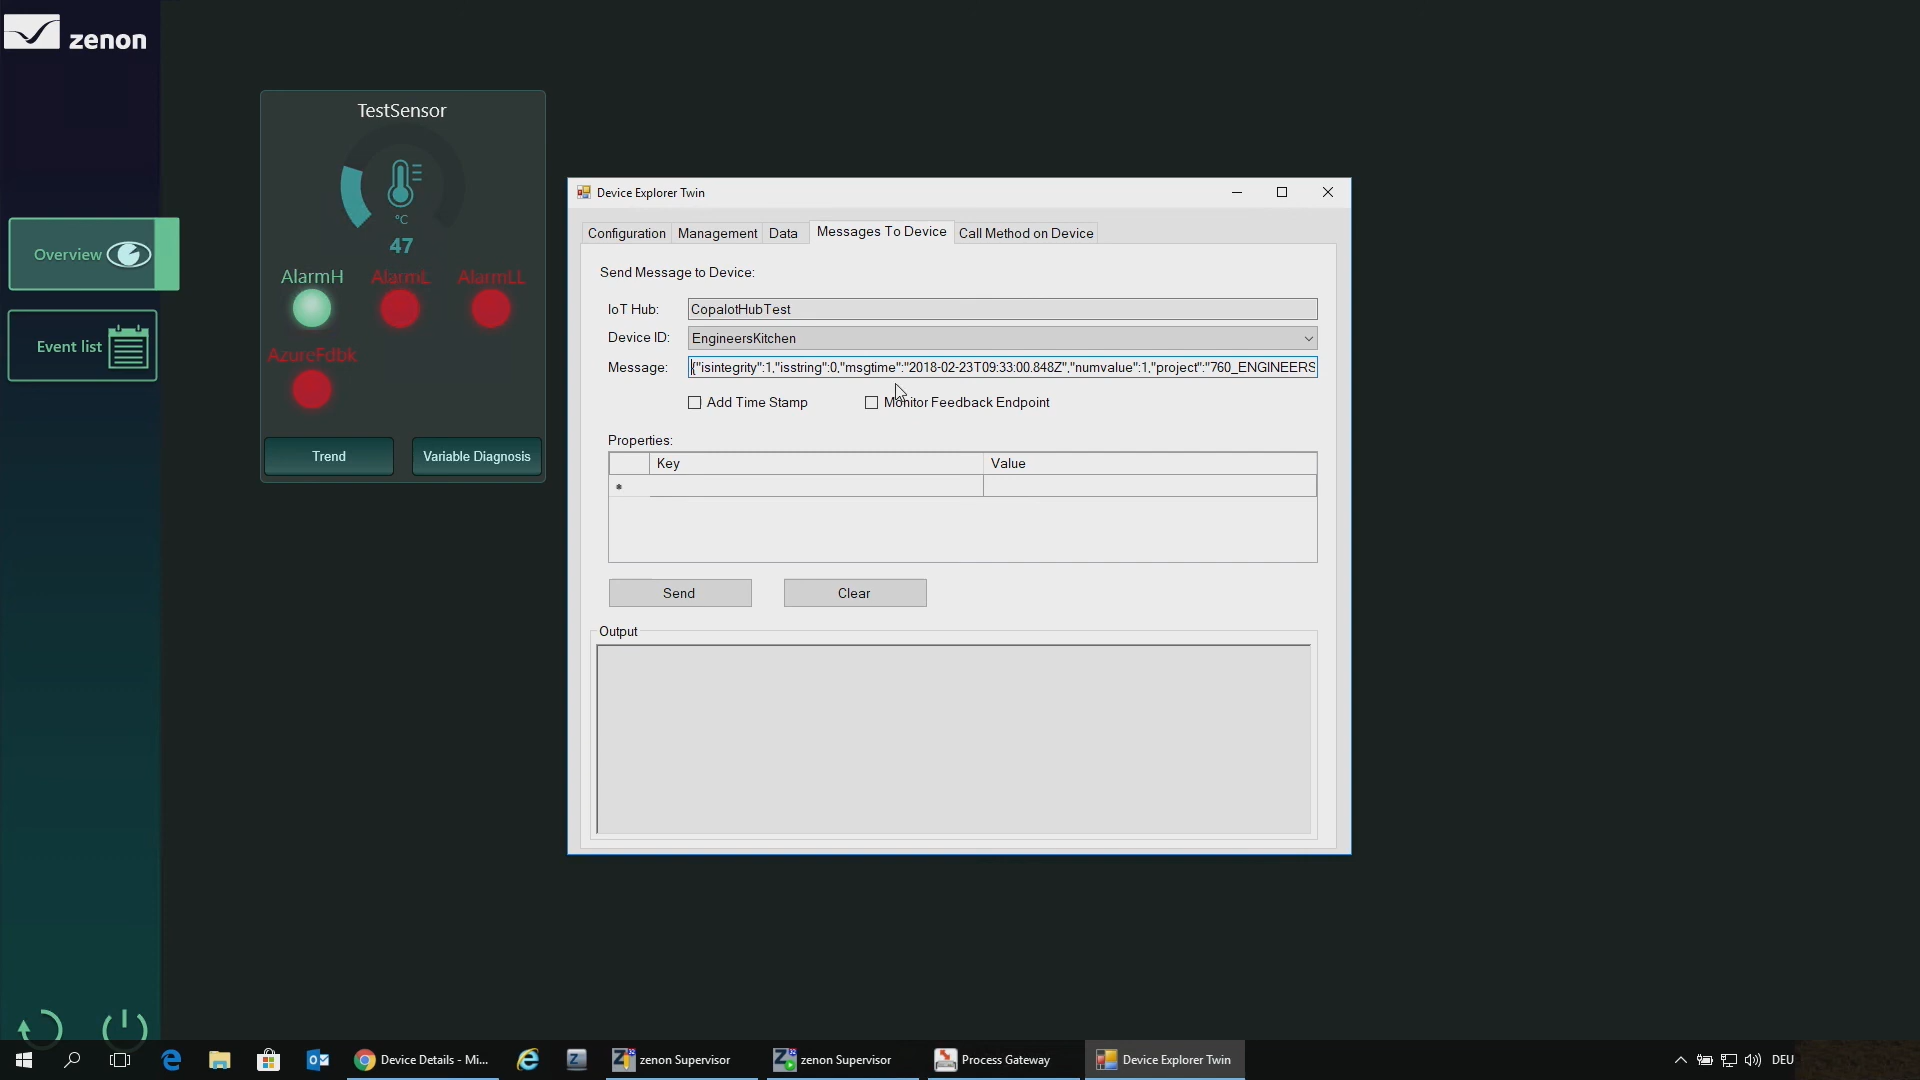 zenon
Overview
Event list
TestSensor
°C
47
AlarmH AlarmL AlarmLL
AzureFdbk
Trend Variable Diagnosis
Device Explorer Twin
Configuration Management Data Messages To Device Call Method on Device
Send Message to Device:
IoT Hub: CopaIotHubTest
Device ID: EngineersKitchen
Message: {"isintegrity":1,"isstring":0,"msgtime":"2018-02-23T09:33:00.848Z","numvalue":1,"project":"760_ENGINEERS
Add Time Stamp Monitor Feedback Endpoint
Properties:
Key Value
*
Send Clear
Output
Device Details - Mi... zenon Supervisor zenon Supervisor Process Gateway Device Explorer Twin DEU